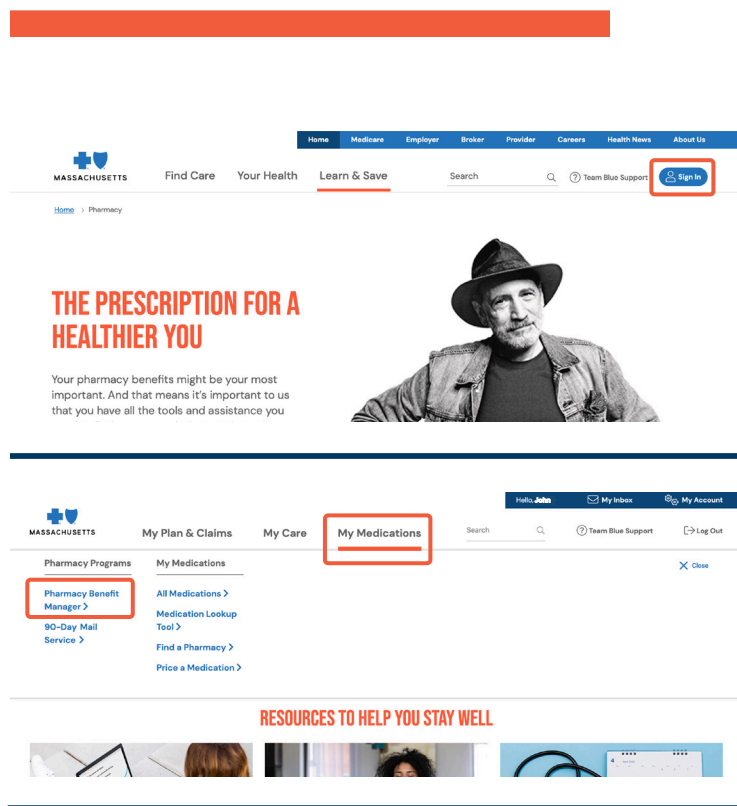 Home Medicare Employer Broker Provider Careers Health News About Us
MASSACHUSETTS
Find Care Your Health Learn & Save Search ? Team Blue Support Sign In
Home > Pharmacy
THE PRESCRIPTION FOR A
HEALTHIER YOU
Your pharmacy benefits might be your most
important. And that means it's important to us
that you have all the tools and assistance you
Hello, John My Inbox My Account
MASSACHUSETTS
My Plan & Claims My Care My Medications Search ? Team Blue Support Log Out
Pharmacy Programs My Medications Close
Pharmacy Benefit
Manager >
90-Day Mail
Service >
All Medications >
Medication Lookup
Tool >
Find a Pharmacy >
Price a Medication >
RESOURCES TO HELP YOU STAY WELL
4